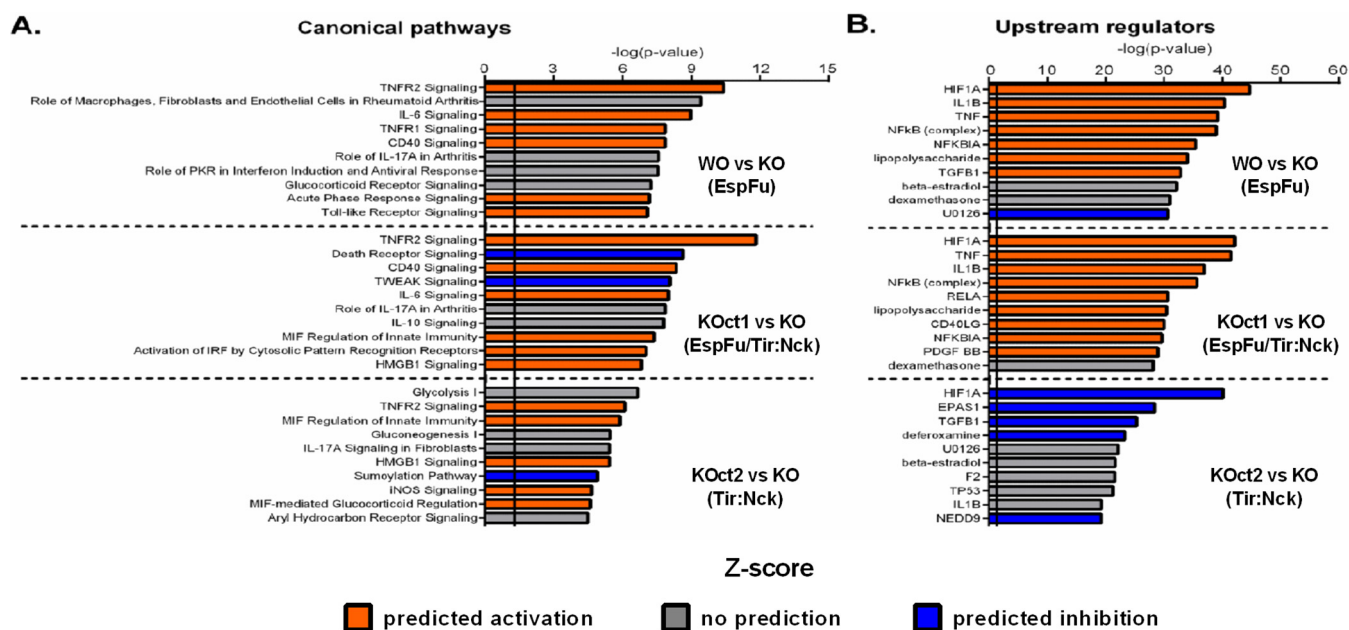 A.
Canonical pathways
-log(p-value)
0 3 6 9 12 15
TNFR2 Signaling
Role of Macrophages, Fibroblasts and Endothelial Cells in Rheumatoid Arthritis
IL-6 Signaling
TNFR1 Signaling
CD40 Signaling
Role of IL-17A in Arthritis
Role of PKR in Interferon Induction and Antiviral Response
Glucocorticoid Receptor Signaling
Acute Phase Response Signaling
Toll-like Receptor Signaling
WO vs KO
(EspFu)
TNFR2 Signaling
Death Receptor Signaling
CD40 Signaling
TWEAK Signaling
IL-6 Signaling
Role of IL-17A in Arthritis
IL-10 Signaling
MIF Regulation of Innate Immunity
Activation of IRF by Cytosolic Pattern Recognition Receptors
HMGB1 Signaling
KOct1 vs KO
(EspFu/Tir:Nck)
Glycolysis I
TNFR2 Signaling
MIF Regulation of Innate Immunity
Gluconeogenesis I
IL-17A Signaling in Fibroblasts
HMGB1 Signaling
Sumoylation Pathway
iNOS Signaling
MIF-mediated Glucocorticoid Regulation
Aryl Hydrocarbon Receptor Signaling
KOct2 vs KO
(Tir:Nck)
B.
Upstream regulators
-log(p-value)
0 10 20 30 40 50 60
HIF1A
IL1B
TNF
NFkB (complex)
NFKBIA
lipopolysaccharide
TGFB1
beta-estradiol
dexamethasone
U0126
WO vs KO
(EspFu)
HIF1A
TNF
IL1B
NFkB (complex)
RELA
lipopolysaccharide
CD40LG
NFKBIA
PDGF BB
dexamethasone
KOct1 vs KO
(EspFu/Tir:Nck)
HIF1A
EPAS1
TGFB1
deferoxamine
U0126
beta-estradiol
F2
TP53
IL1B
NEDD9
KOct2 vs KO
(Tir:Nck)
Z-score
predicted activation
no prediction
predicted inhibition